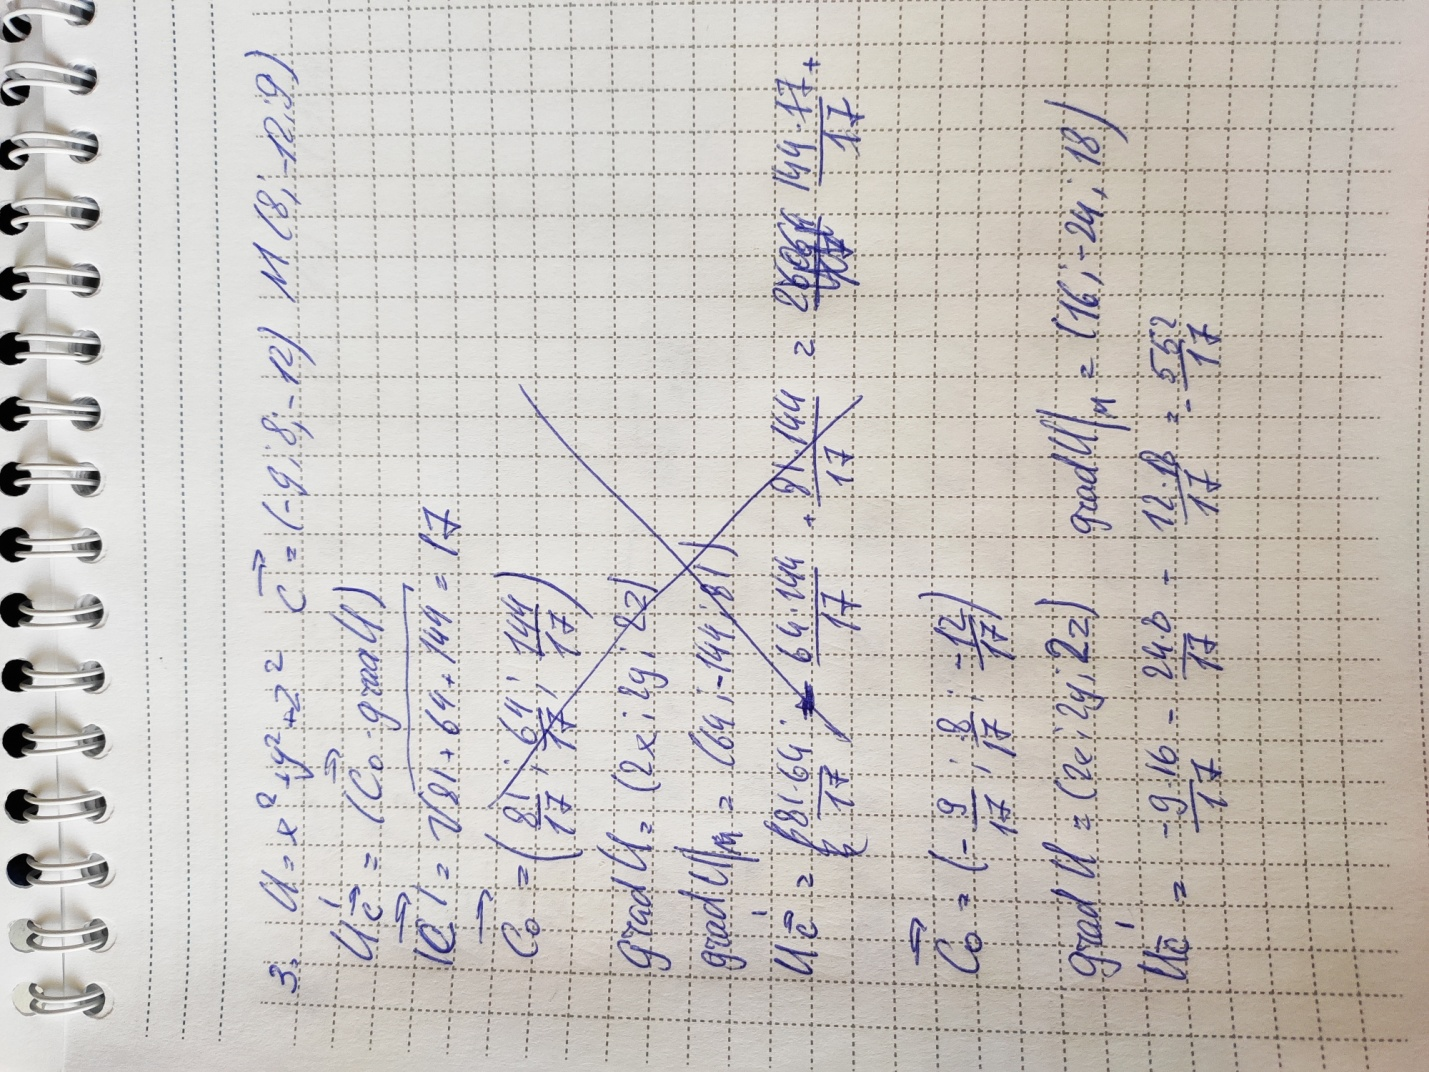 3. U = x² + y² + z² c⃗ = (-9; 8; -12) M(8; -12; 9)
U'c⃗ = (c⃗₀ · grad U)
|c⃗| = √81 + 64 + 144 = 17
c⃗₀ = (81/17; 64/17; 144/17)
grad U = (2x; 2y; 2z)
grad U|м = (64; -144; 81)
U'c⃗ = 81·64/17 64·144/17 + 81·144/17 = 144·17/17 +
c⃗₀ = (-9/17; 8/17; -12/17)
grad U = (2x; 2y; 2z) grad U|м = (16; -24; 18)
U'c⃗ = -9·16/17 - 24·8/17 - 12·18/17 = -552/17